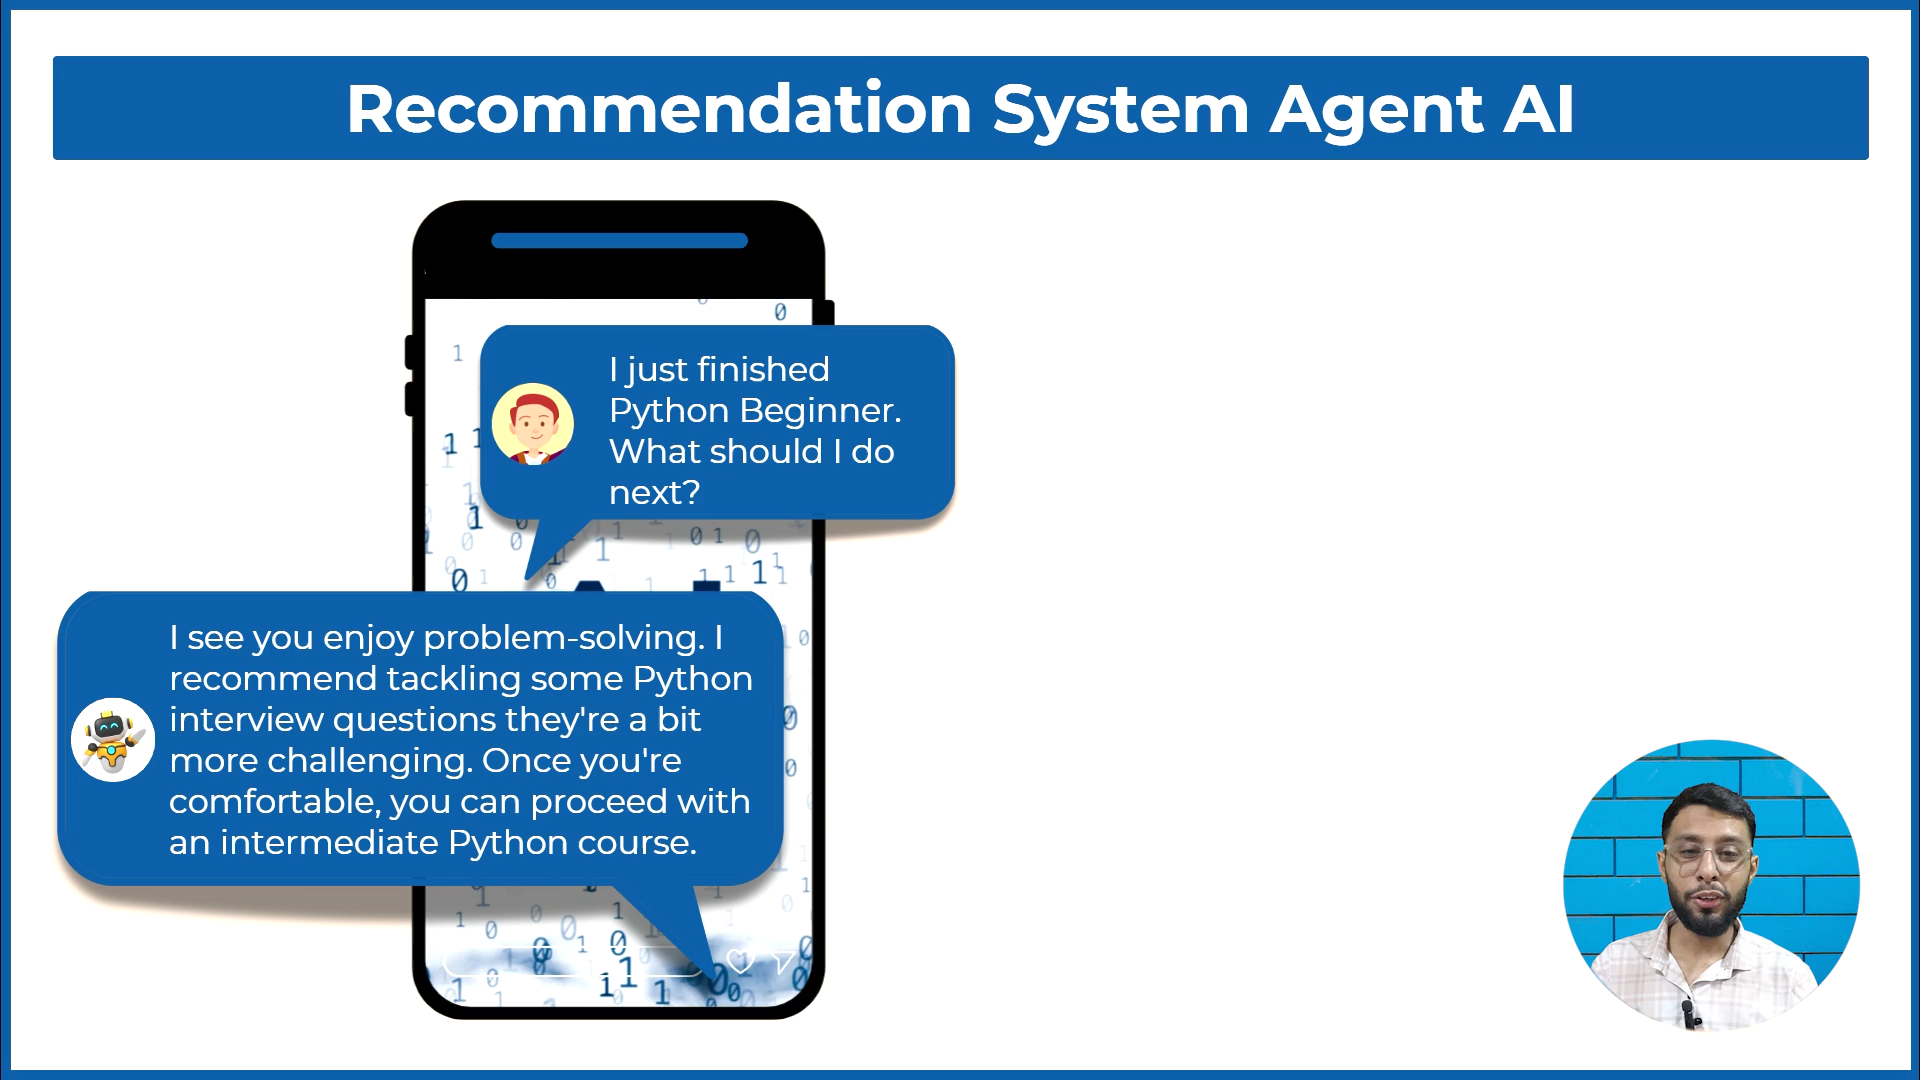 Recommendation System Agent AI
I just finished
Python Beginner.
What should I do
next?
I see you enjoy problem-solving. I
recommend tackling some Python
interview questions they're a bit
more challenging. Once you're
comfortable, you can proceed with
an intermediate Python course.